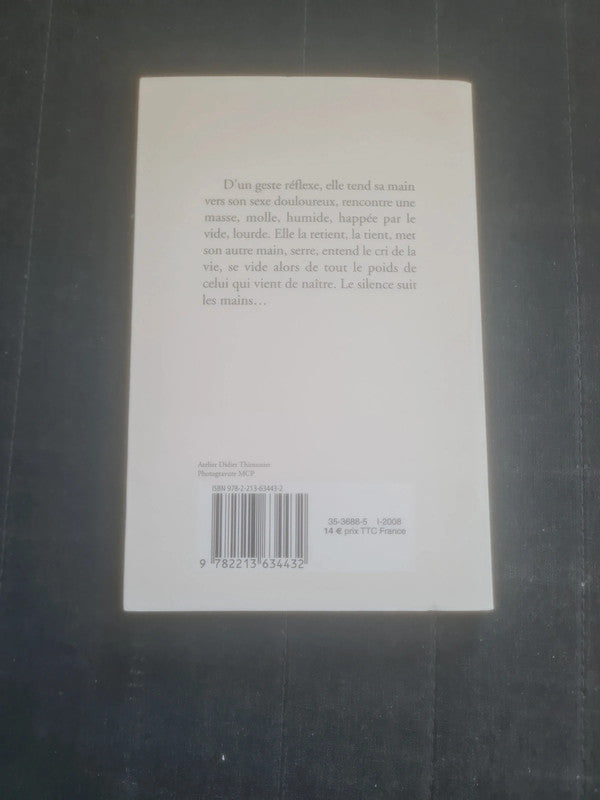 D'un geste réflexe, elle tend sa main
vers son sexe douloureux, rencontre une
masse, molle, humide, happée par le
vide, lourde. Elle la retient, la tient, met
son autre main, serre, entend le cri de la
vie, se vide alors de tout le poids de
celui qui vient de naître. Le silence suit
les mains…
Atelier Didier Thimonier
Photogravure MCP
ISBN 978-2-213-63443-2
35-3688-5 I-2008
14 € prix TTC France
9 782213 634432